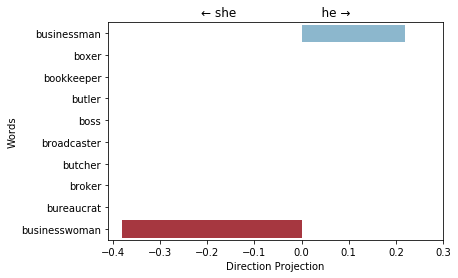 ← she he →
businessman
boxer
bookkeeper
butler
boss
broadcaster
butcher
broker
bureaucrat
businesswoman
Words
−0.4 −0.3 −0.2 −0.1 0.0 0.1 0.2 0.3
Direction Projection